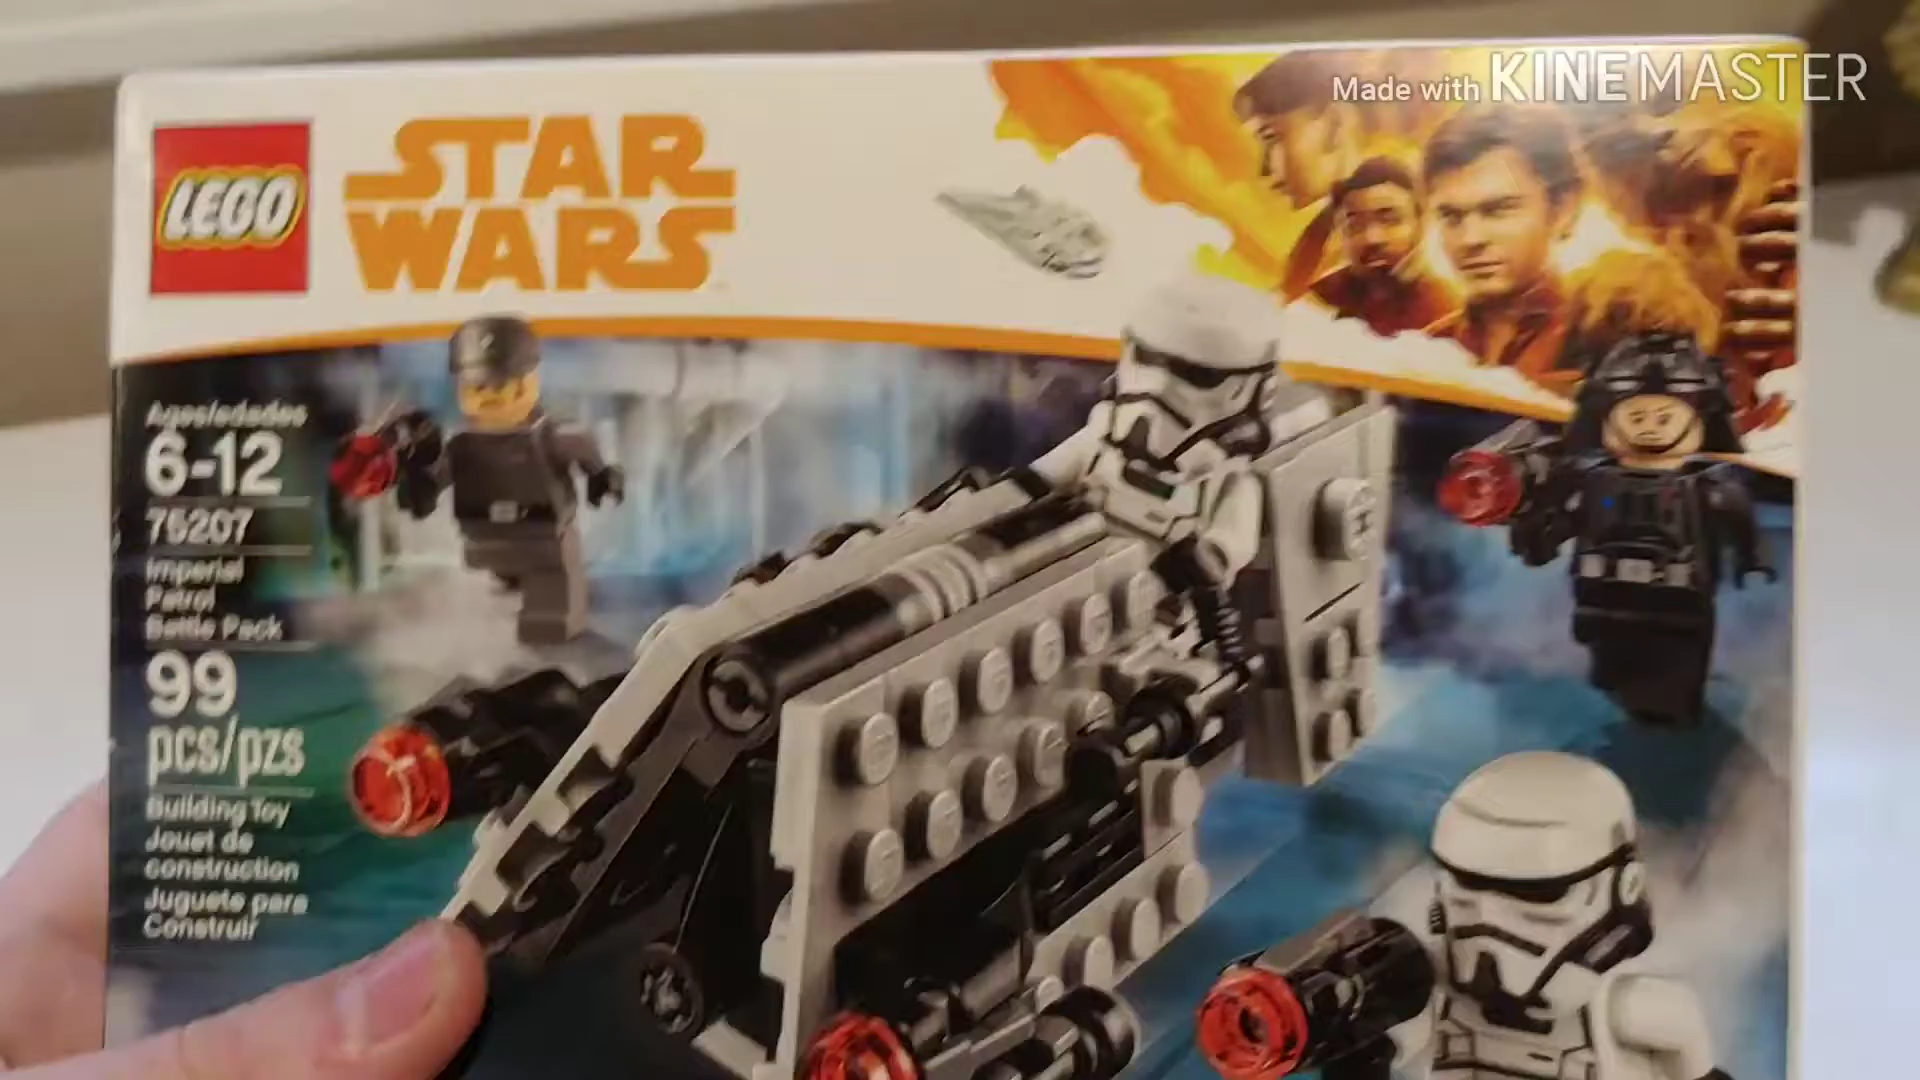 Made with KINEMASTER
LEGO
STAR
WARS
Ages/edades
6-12
75207
Imperial
Patrol
Battle Pack
99
pcs/pzs
Building Toy
Jouet de
construction
Juguete para
Construir